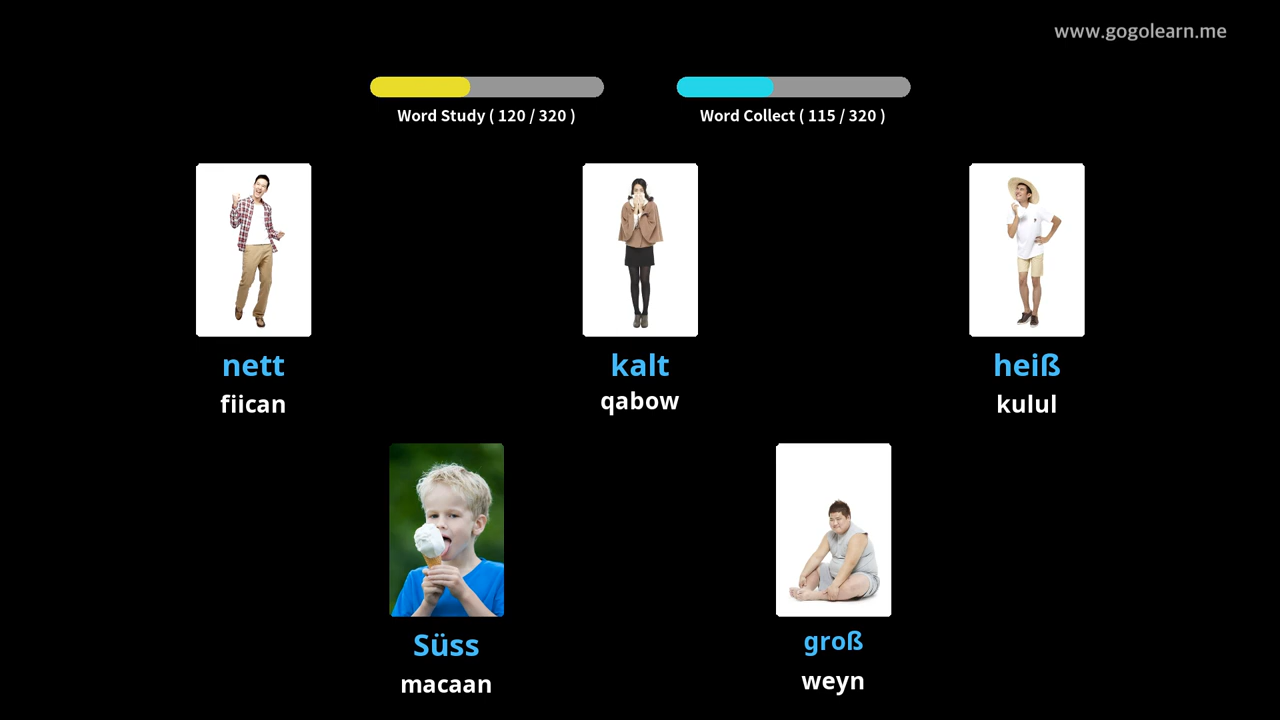 www.gogolearn.me
Word Study ( 120 / 320 )
Word Collect ( 115 / 320 )
nett
fiican
kalt
qabow
heiß
kulul
Süss
macaan
groß
weyn